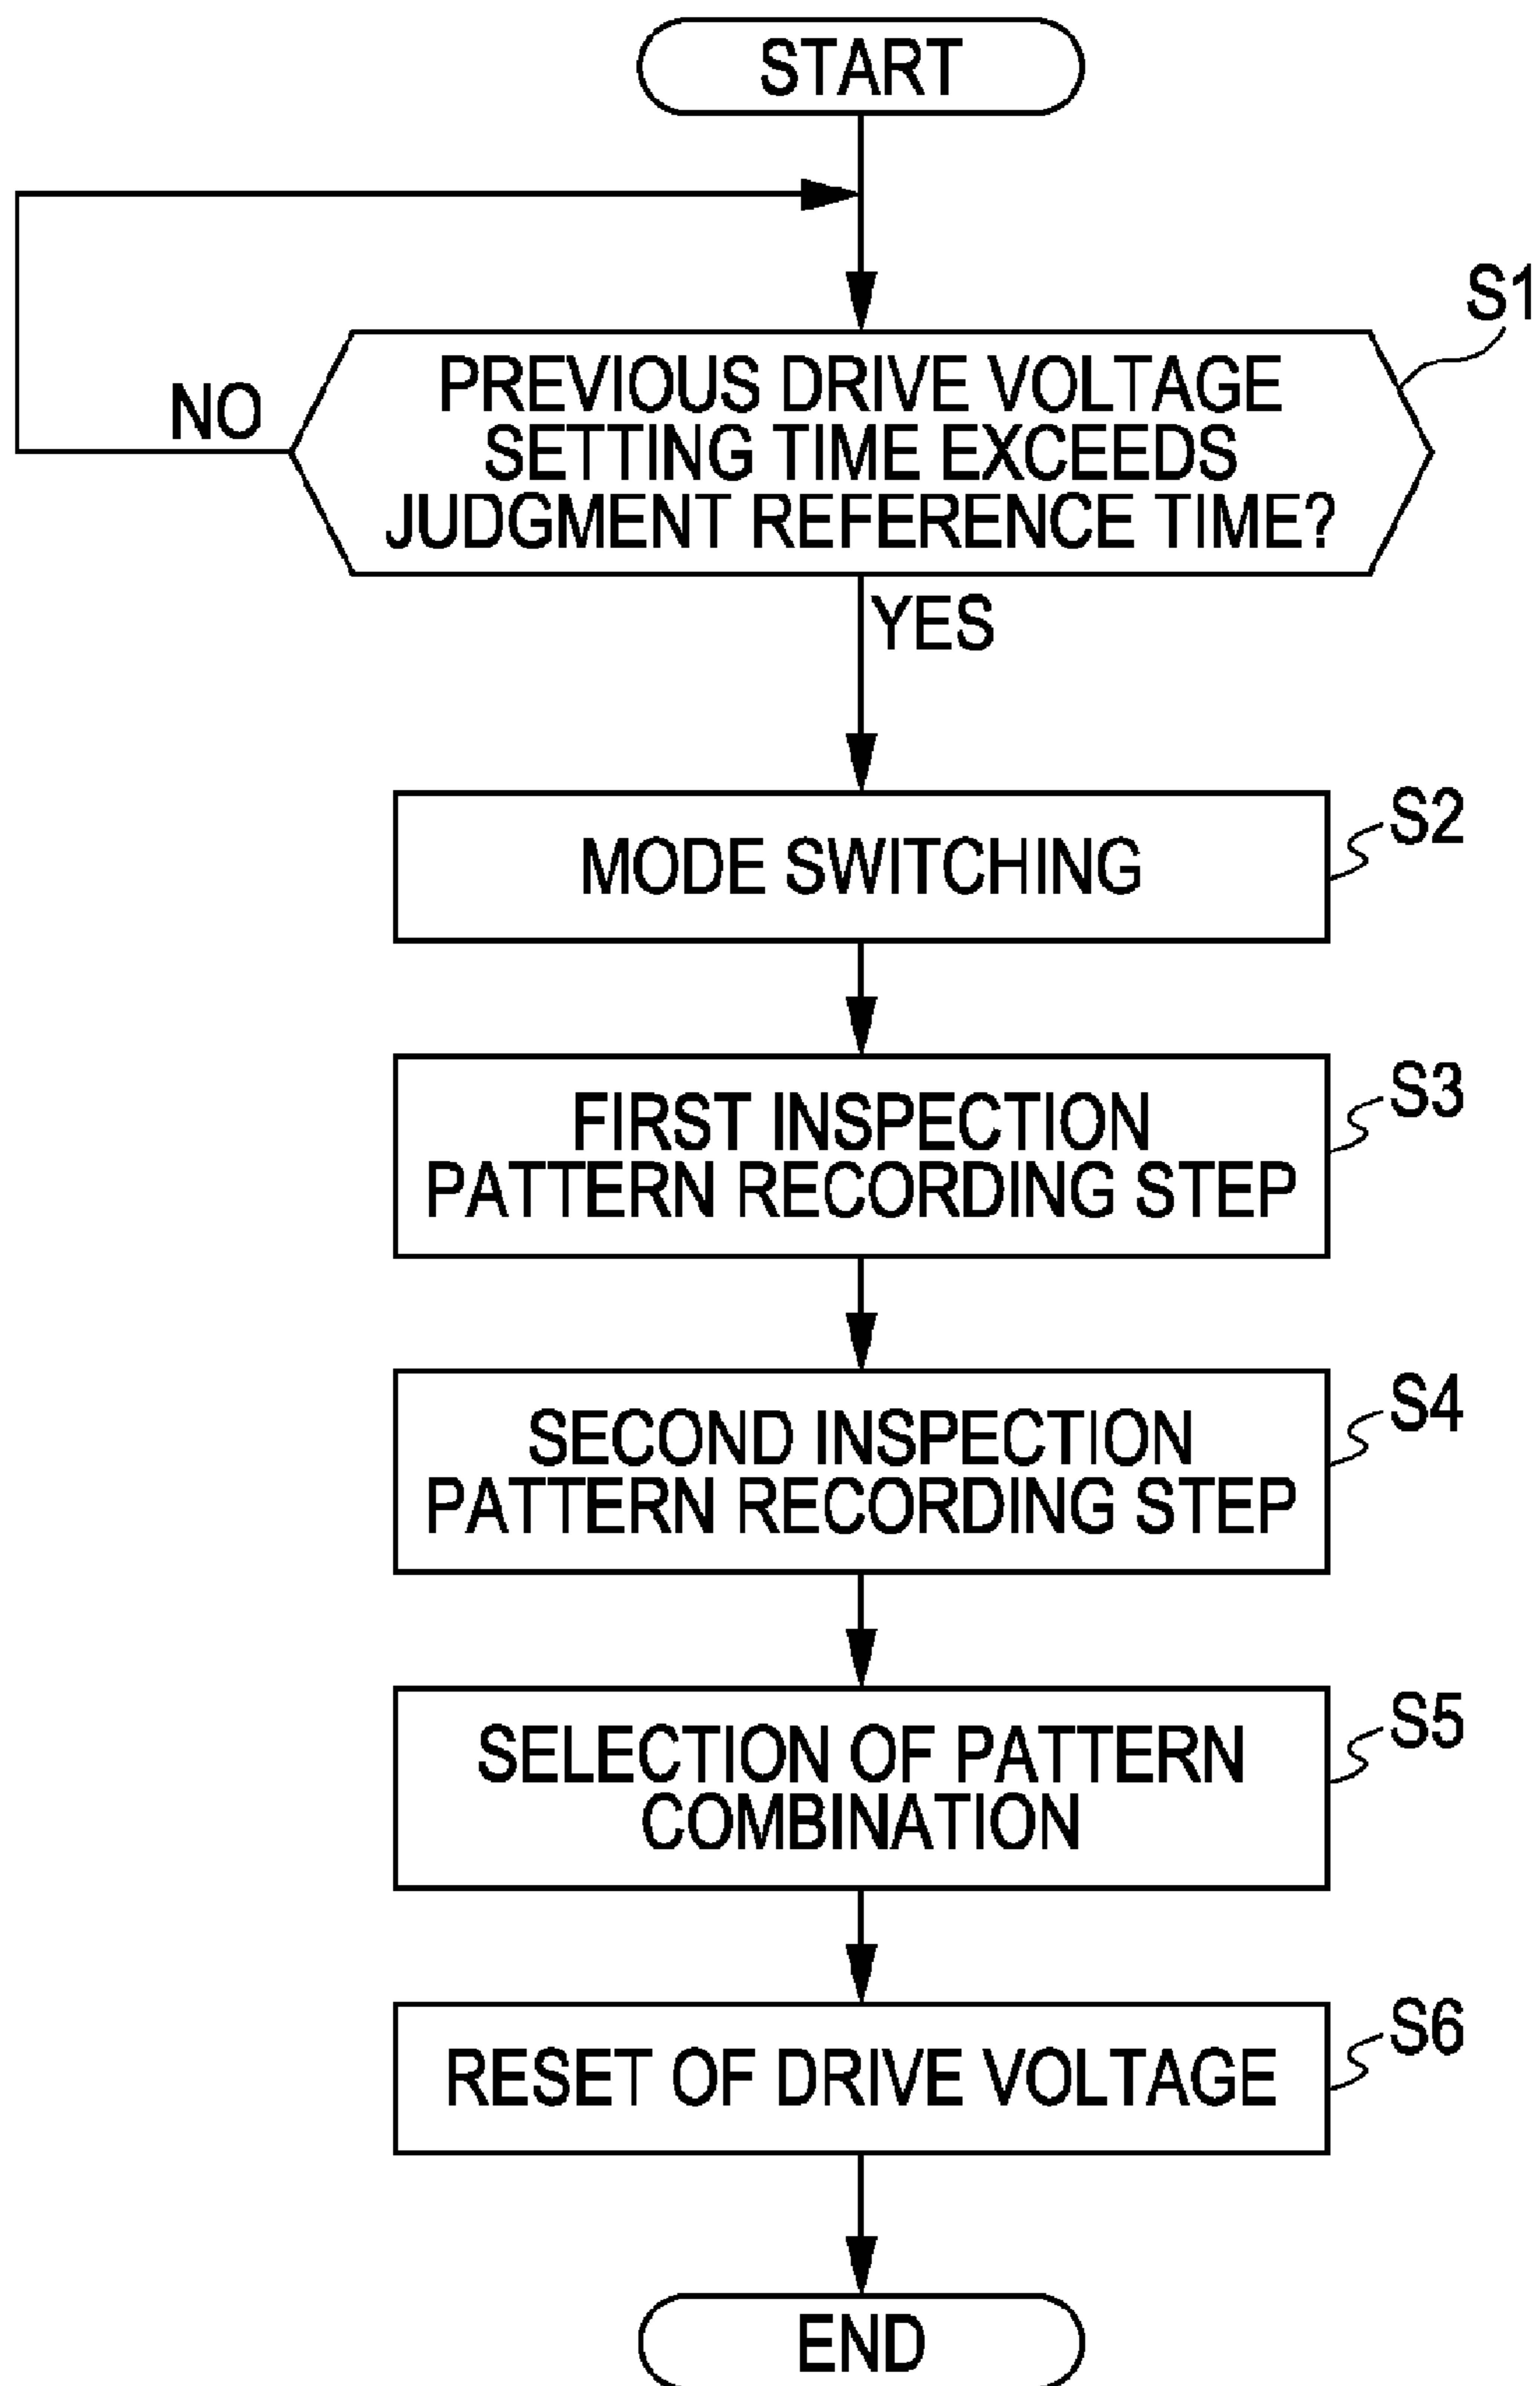 START
S1
PREVIOUS DRIVE VOLTAGE
SETTING TIME EXCEEDS
JUDGMENT REFERENCE TIME?
NO
YES
MODE SWITCHING
S2
FIRST INSPECTION
PATTERN RECORDING STEP
S3
SECOND INSPECTION
PATTERN RECORDING STEP
S4
SELECTION OF PATTERN
COMBINATION
S5
RESET OF DRIVE VOLTAGE
S6
END